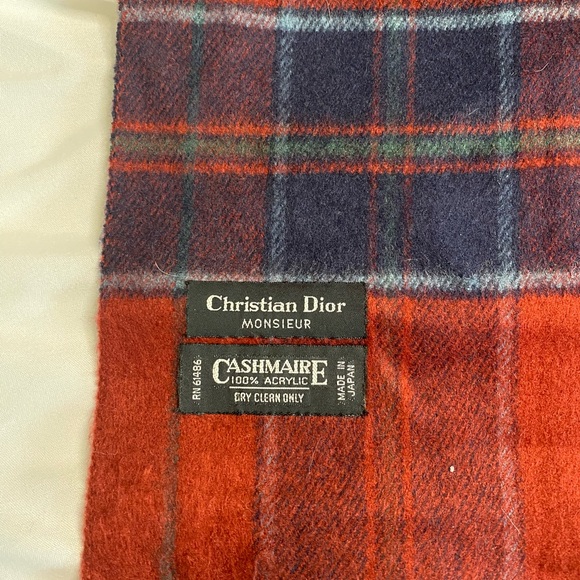 Christian Dior
MONSIEUR
RN 61486
CASHMAIRE
100% ACRYLIC
DRY CLEAN ONLY
MADE IN
JAPAN